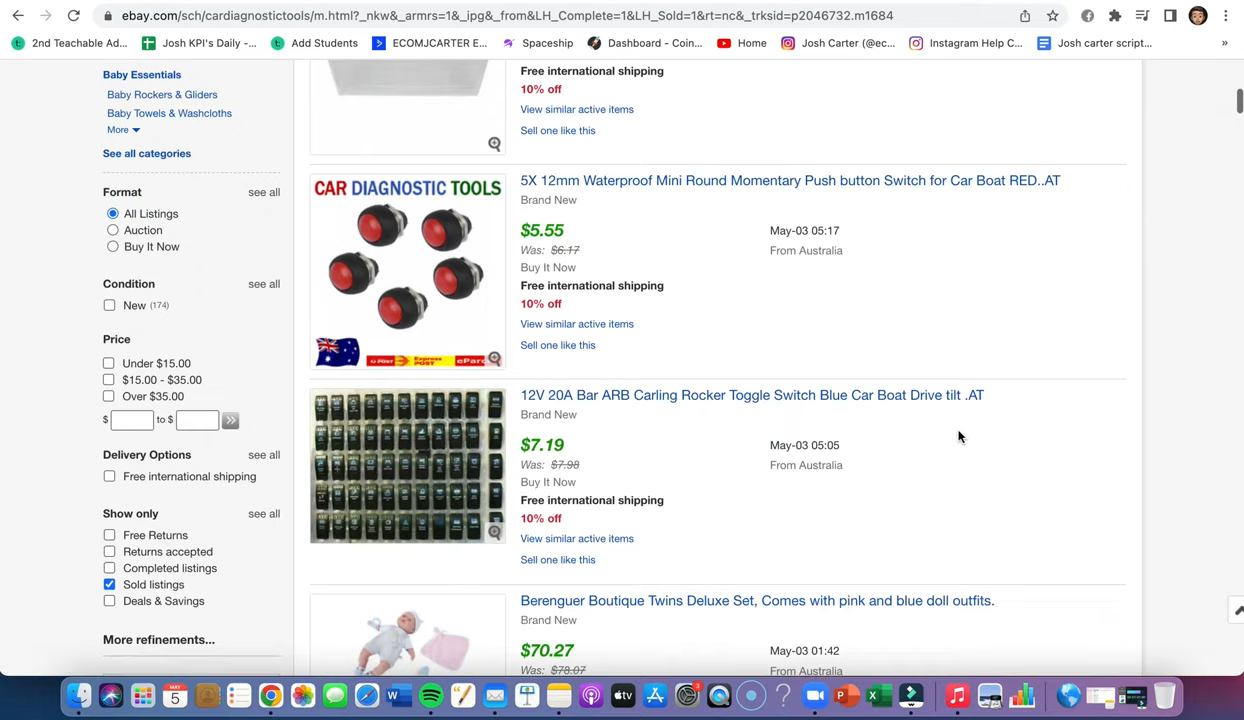 ebay.com/sch/cardiagnostictools/m.html?_nkw&_armrs=1&_ipg&_from&LH_Complete=1&LH_Sold=1&rt=nc&_trksid=p2046732.m1684
2nd Teachable Ad...
Josh KPI's Daily -...
Add Students
ECOMJCARTER E...
Spaceship
Dashboard - Coin...
Home
Josh Carter (@ec...
Instagram Help C...
Josh carter script...
»
Baby Essentials
Baby Rockers & Gliders
Baby Towels & Washcloths
More
See all categories
Format see all
All Listings
Auction
Buy It Now
Condition see all
New (174)
Price
Under $15.00
$15.00 - $35.00
Over $35.00
$ to $
Delivery Options see all
Free international shipping
Show only see all
Free Returns
Returns accepted
Completed listings
Sold listings
Deals & Savings
More refinements...
Free international shipping
10% off
View similar active items
Sell one like this
CAR DIAGNOSTIC TOOLS
5X 12mm Waterproof Mini Round Momentary Push button Switch for Car Boat RED..AT
Brand New
$5.55 May-03 05:17
Was: $6.17 From Australia
Buy It Now
Free international shipping
10% off
View similar active items
Sell one like this
12V 20A Bar ARB Carling Rocker Toggle Switch Blue Car Boat Drive tilt .AT
Brand New
$7.19 May-03 05:05
Was: $7.98 From Australia
Buy It Now
Free international shipping
10% off
View similar active items
Sell one like this
Berenguer Boutique Twins Deluxe Set, Comes with pink and blue doll outfits.
Brand New
$70.27 May-03 01:42
Was: $78.07 From Australia
MAY
5
tv